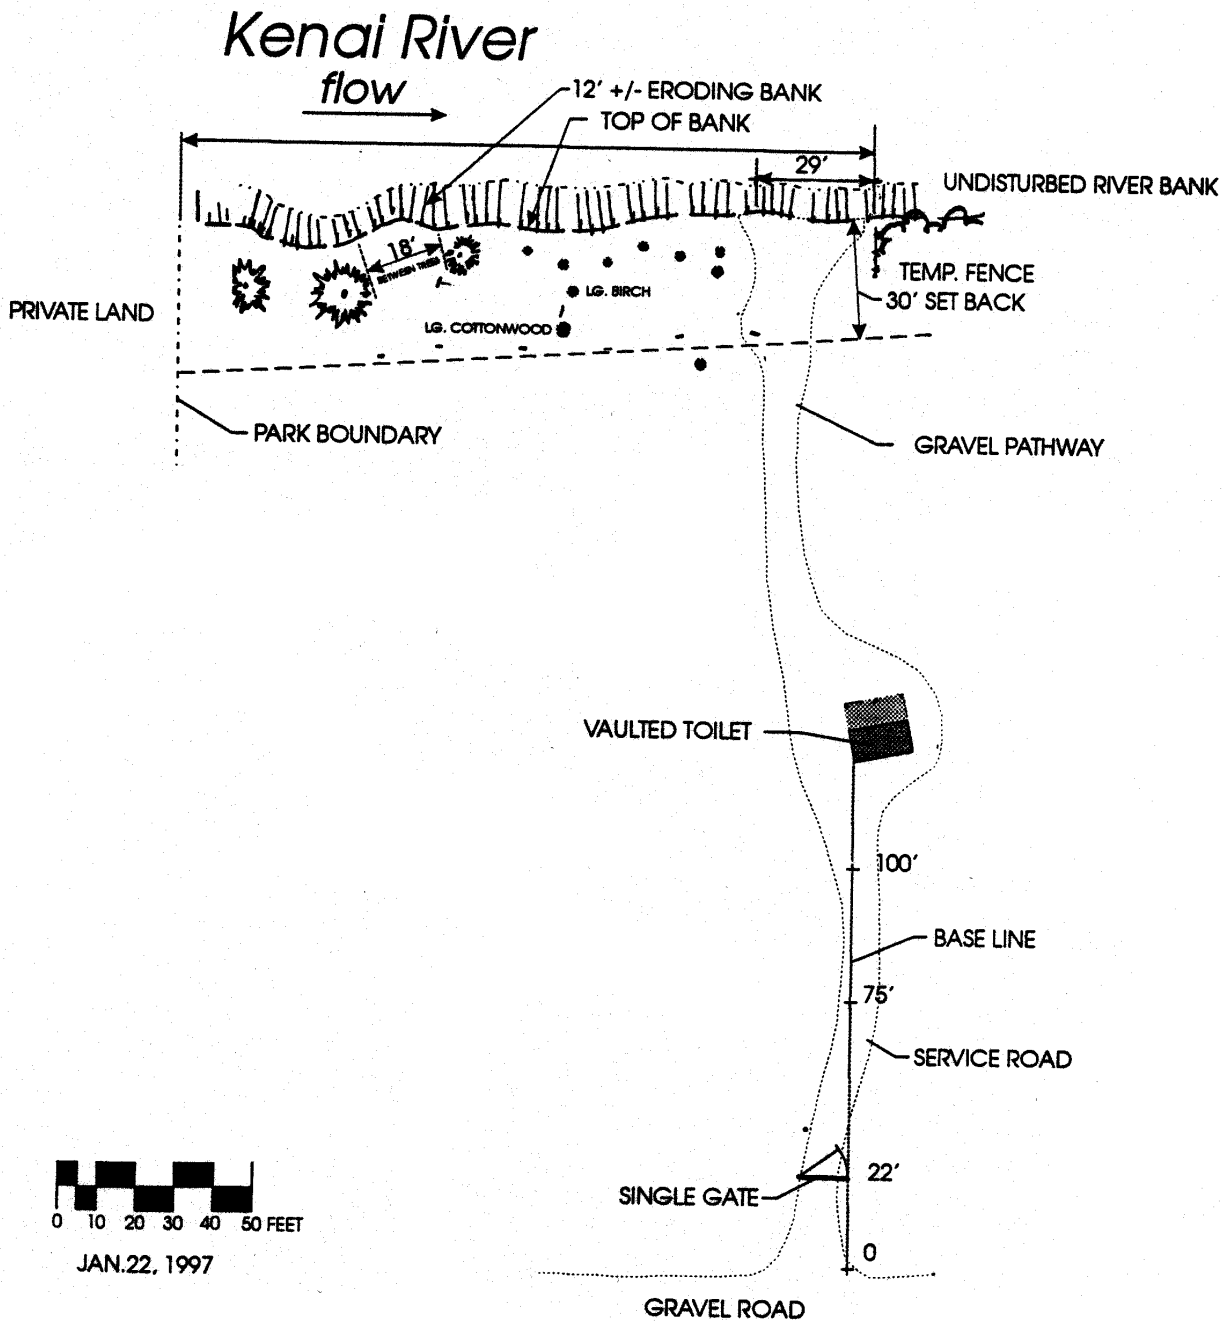 Kenai River
flow
12' +/- ERODING BANK
TOP OF BANK
29'
UNDISTURBED RIVER BANK
18'
BETWEEN TREES
TEMP. FENCE
30' SET BACK
LG. BIRCH
PRIVATE LAND
LG. COTTONWOOD
PARK BOUNDARY
GRAVEL PATHWAY
VAULTED TOILET
100'
BASE LINE
75'
SERVICE ROAD
22'
SINGLE GATE
0 10 20 30 40 50 FEET
0
JAN.22, 1997
GRAVEL ROAD